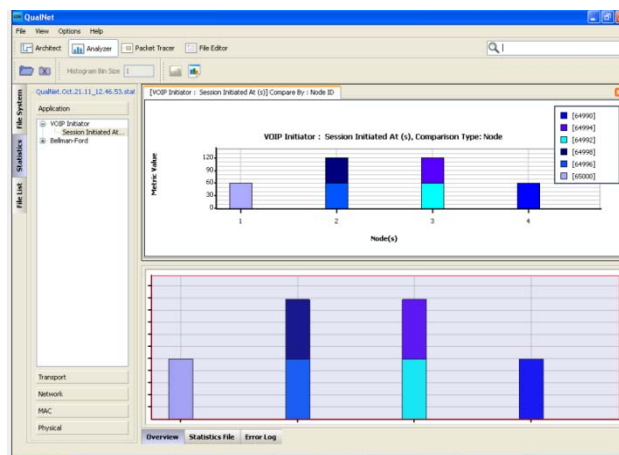 QualNet
File View Options Help
Architect Analyzer Packet Tracer File Editor
Histogram Bin Size 1
File System
Statistics
File List
QualNet.Oct.21.11_12.46.53.stat
Application
VOIP Initiator
Session Initiated At...
Bellman-Ford
Transport
Network
MAC
Physical
[VOIP Initiator : Session Initiated At (s)] Compare By : Node ID
VOIP Initiator : Session Initiated At (s), Comparison Type: Node
Metric Value
120
90
60
30
0
1 2 3 4
Node(s)
[64990]
[64994]
[64992]
[64998]
[64996]
[65000]
Overview Statistics File Error Log